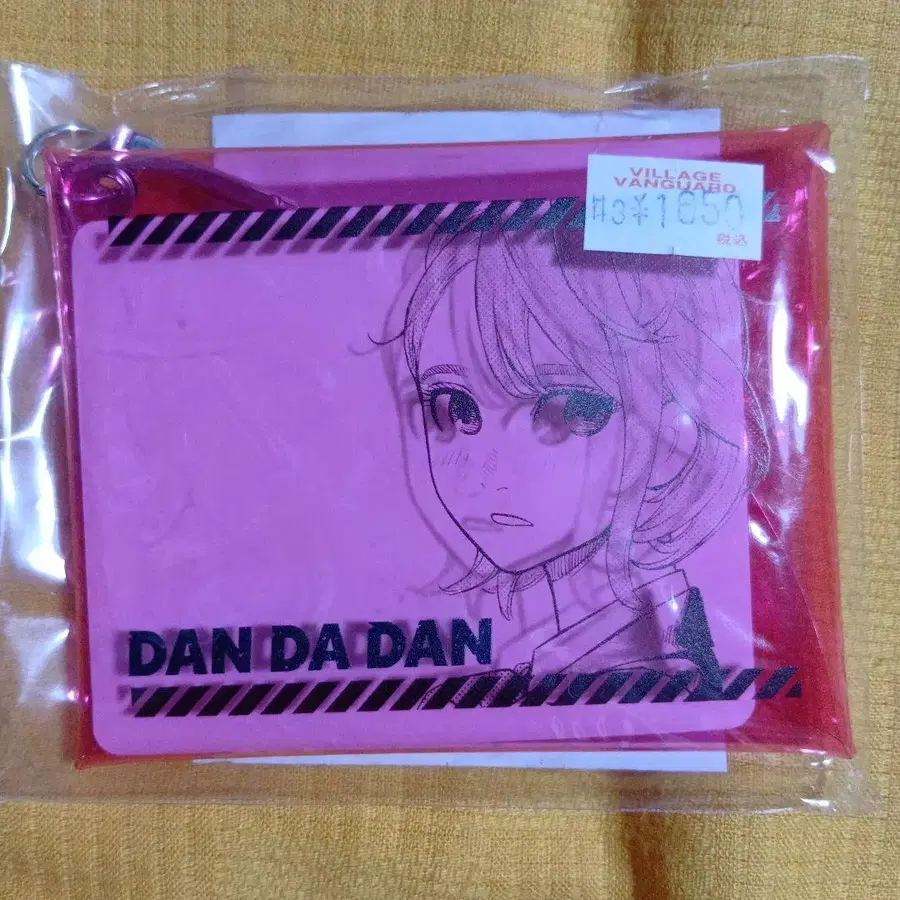 VILLAGE
VANGUARD
#3¥1650
税込
DAN DA DAN